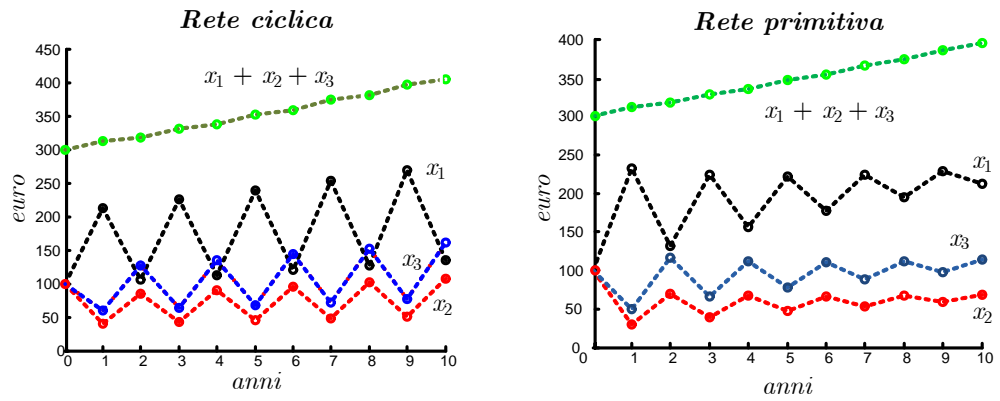 Rete ciclica
450
400
350
300
250
200
150
100
50
0
euro
x₁ + x₂ + x₃
x₁
x₃
x₂
0 1 2 3 4 5 6 7 8 9 10
anni
Rete primitiva
400
350
300
250
200
150
100
50
0
euro
x₁ + x₂ + x₃
x₁
x₃
x₂
0 1 2 3 4 5 6 7 8 9 10
anni